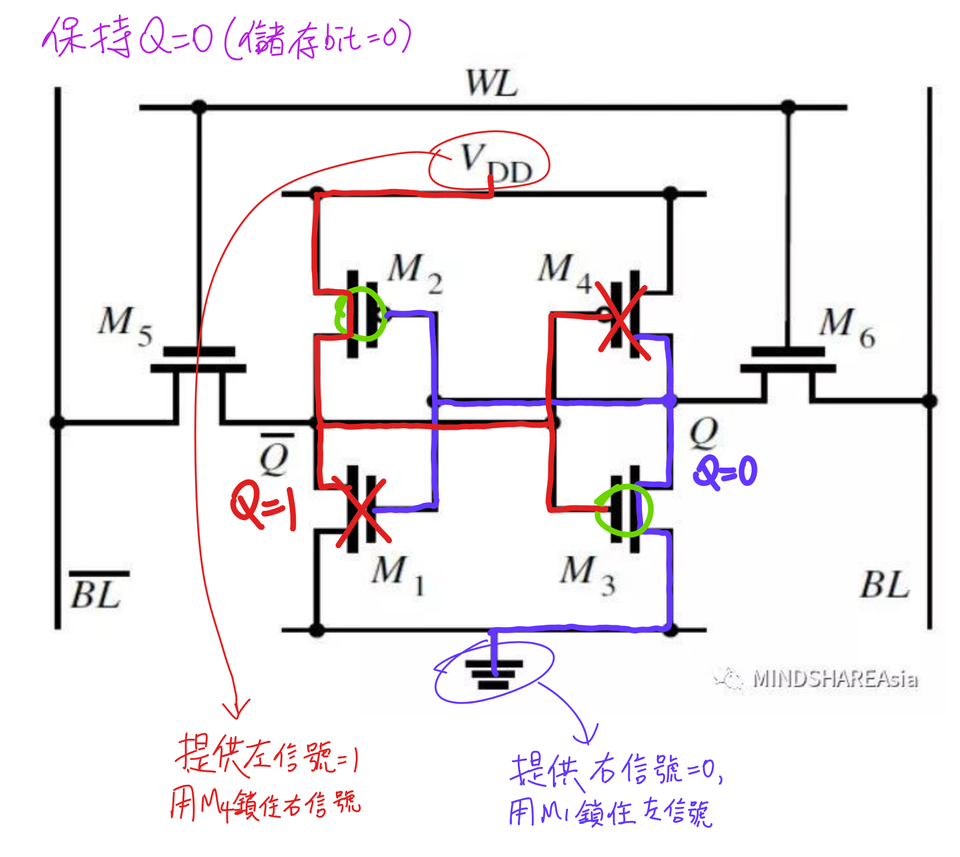 保持Q=0(儲存bit=0)
WL
VDD
M2
M4
M5
M6
Q̅
Q
Q=1
Q=0
M1
M3
B̅L̅
BL
MINDSHAREAsia
提供左信號=1
用M4鎖住右信號
提供右信號=0,
用M1鎖住左信號